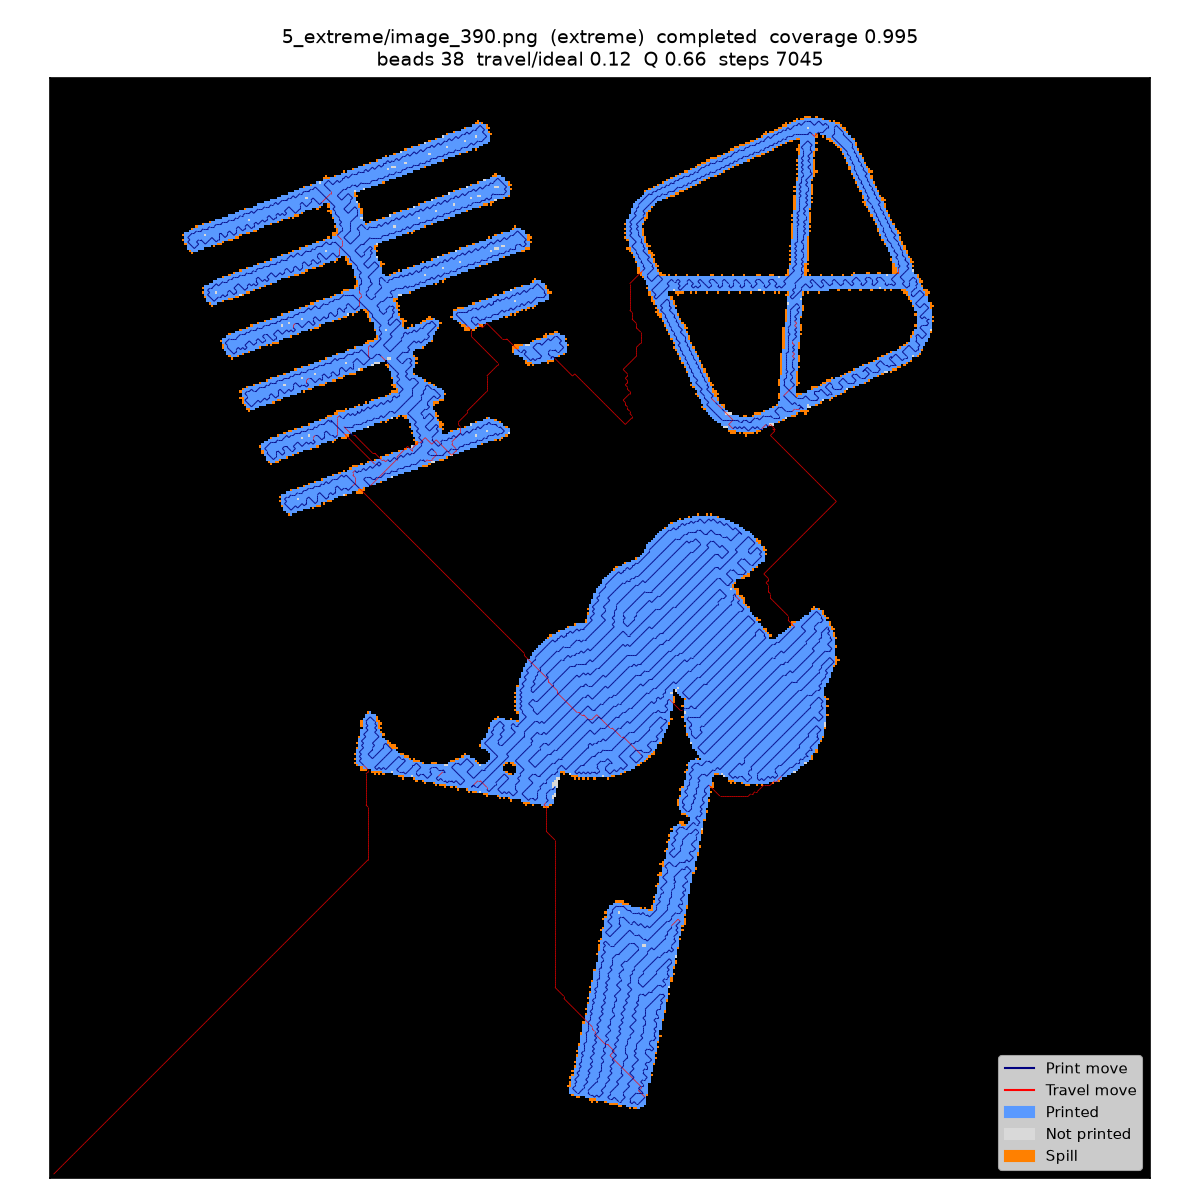 5_extreme/image_390.png  (extreme)  completed  coverage 0.995
beads 38  travel/ideal 0.12  Q 0.66  steps 7045
Print move
Travel move
Printed
Not printed
Spill